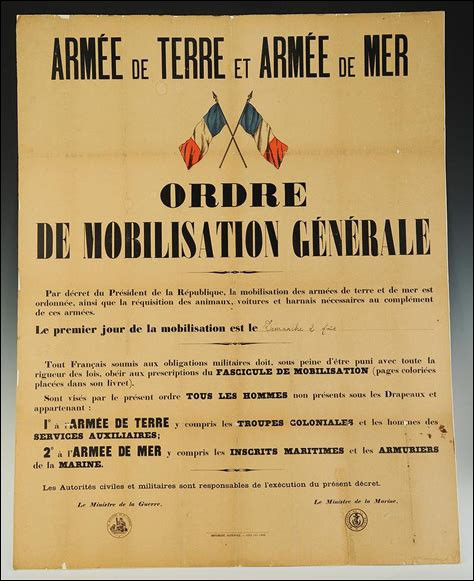 ARMÉE DE TERRE ET ARMÉE DE MER
ORDRE
DE MOBILISATION GÉNÉRALE
Par décret du Président de la République, la mobilisation des armées de terre et de mer est
ordonnée, ainsi que la réquisition des animaux, voitures et harnais nécessaires au complément
de ces armées.
Le premier jour de la mobilisation est le
Tout Français soumis aux obligations militaires doit, sous peine d'être puni avec toute la
rigueur des lois, obéir aux prescriptions du FASCICULE DE MOBILISATION (pages coloriées
placées dans son livret).
Sont visés par le présent ordre TOUS LES HOMMES non présents sous les Drapeaux et
appartenant :
1° à l'ARMÉE DE TERRE y compris les TROUPES COLONIALES et les hommes des
SERVICES AUXILIAIRES;
2° à l'ARMÉE DE MER y compris les INSCRITS MARITIMES et les ARMURIERS
de la MARINE.
Les Autorités civiles et militaires sont responsables de l'exécution du présent décret.
Le Ministre de la Guerre,
Le Ministre de la Marine,